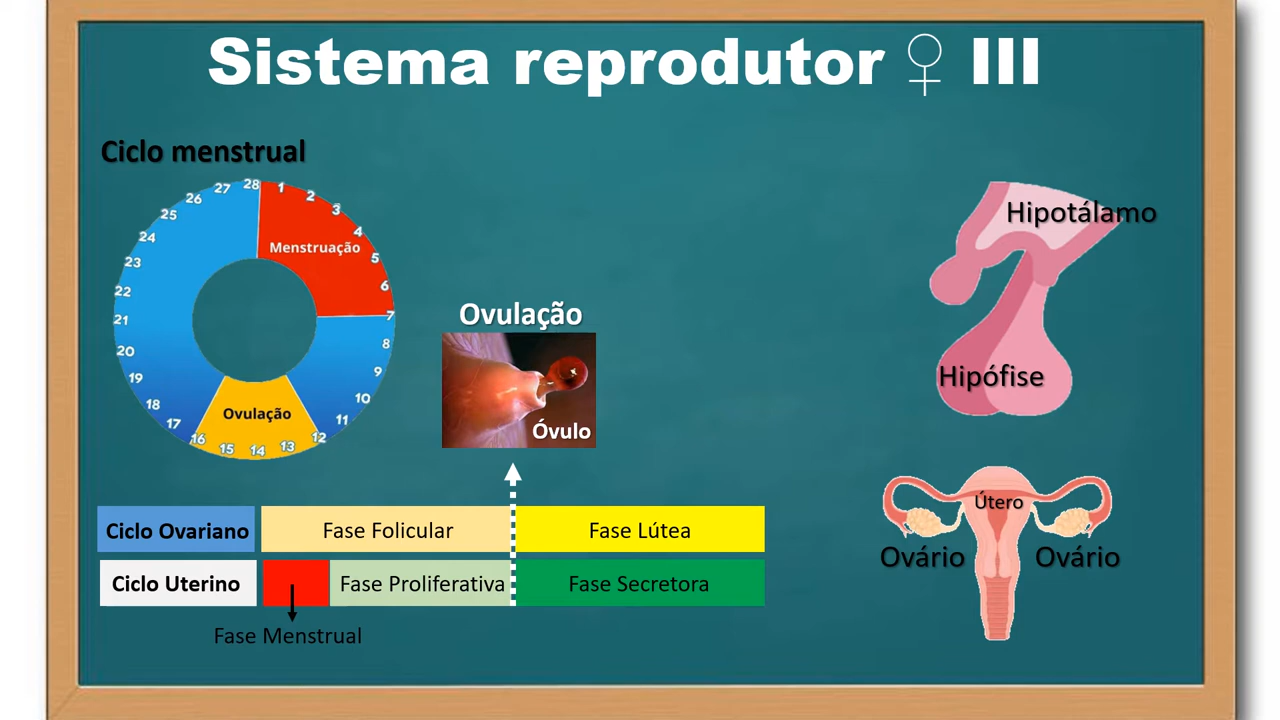 Sistema reprodutor ♀ III
Ciclo menstrual
28 1 2 3 4 5 6 7 8 9 10 11 12 13 14 15 16 17 18 19 20 21 22 23 24 25 26 27
Menstruação
Ovulação
Ovulação
Óvulo
Hipotálamo
Hipófise
Útero
Ovário Ovário
Ciclo Ovariano Fase Folicular Fase Lútea
Ciclo Uterino Fase Proliferativa Fase Secretora
Fase Menstrual